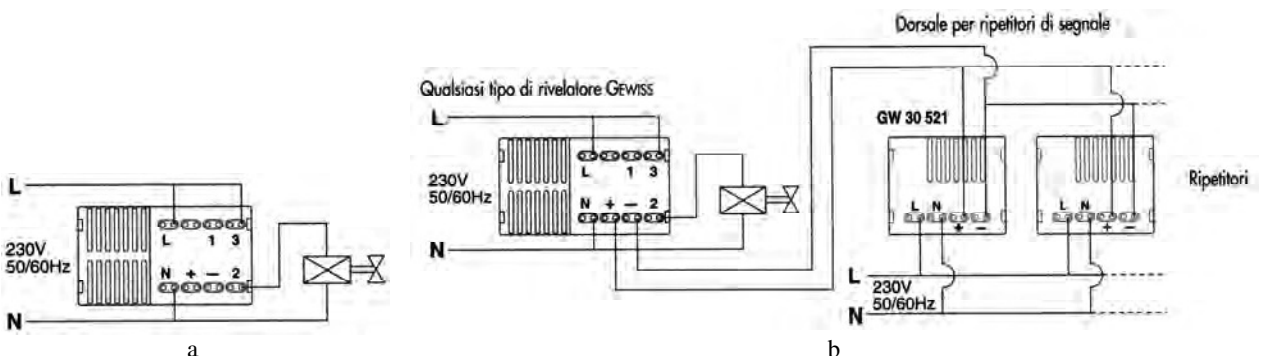 Dorsale per ripetitori di segnale
Qualsiasi tipo di rivelatore GEWISS
L
GW 30 521
L 1 3
230V
50/60Hz
N + − 2
N
L N + −
L N + −
Ripetitori
L
230V
50/60Hz
N
L
L 1 3
230V
50/60Hz
N + − 2
N
a
b